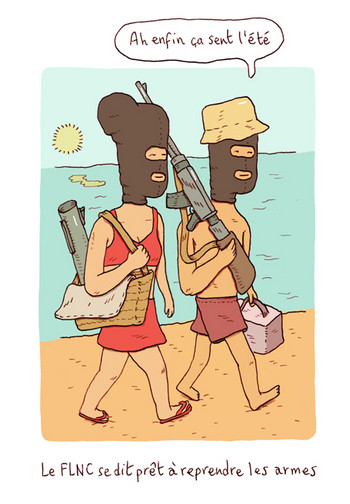 Ah enfin ça sent l'été
Le FLNC se dit prêt à reprendre les armes